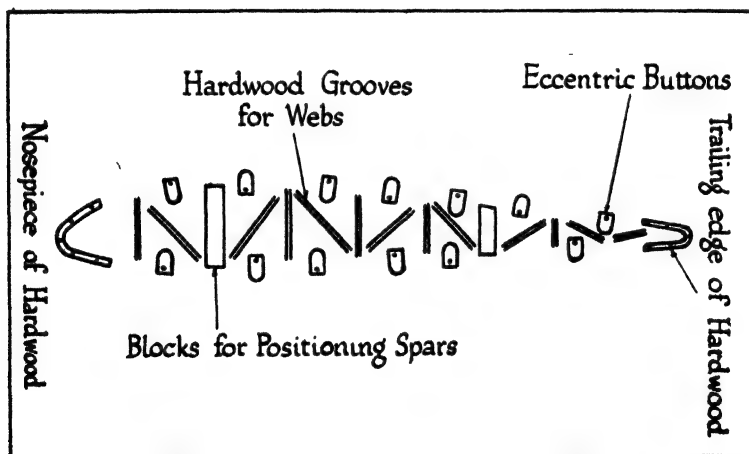 Hardwood Grooves
for Webs
Eccentric Buttons
Nosepiece of Hardwood
Trailing edge of Hardwood
Blocks for Positioning Spars